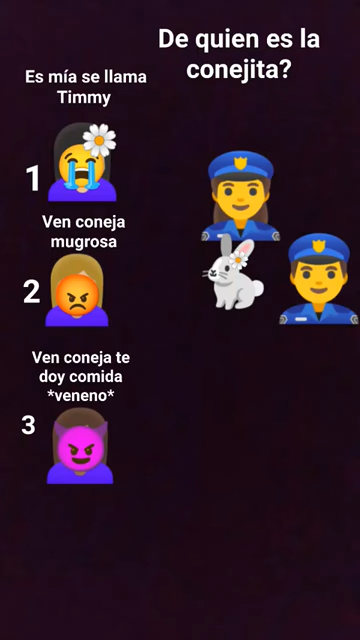 De quien es la
conejita?
Es mía se llama
Timmy
1
Ven coneja
mugrosa
2
Ven coneja te
doy comida
*veneno*
3